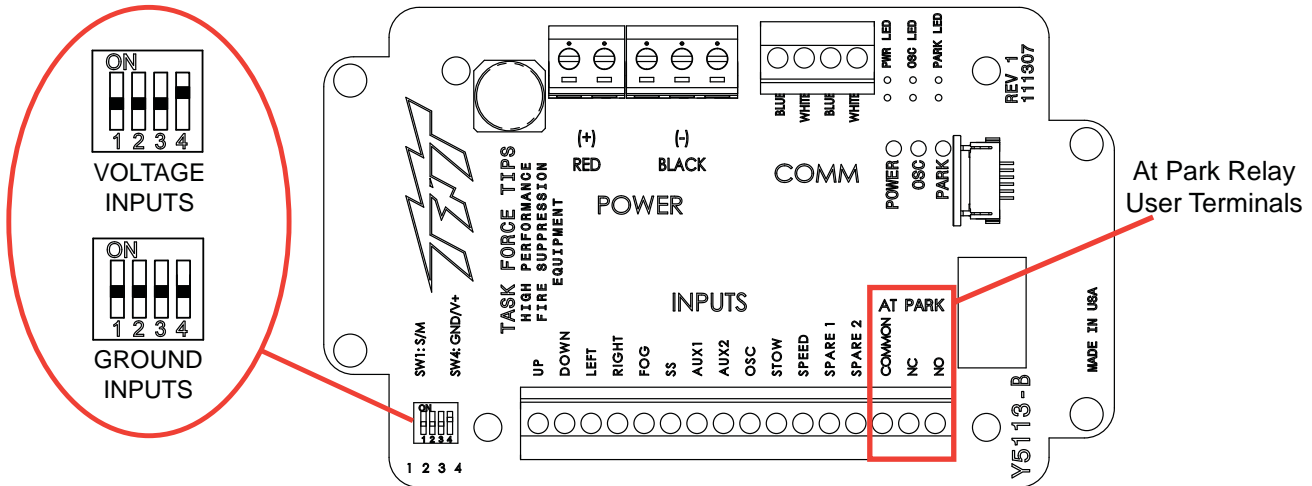 ON
1 2 3 4
VOLTAGE
INPUTS
ON
1 2 3 4
GROUND
INPUTS
TFT
TASK FORCE TIPS
HIGH PERFORMANCE
FIRE SUPPRESSION
EQUIPMENT
(+)
RED
(-)
BLACK
POWER
BLUE
WHITE
BLUE
WHITE
COMM
PWR LED
OSC LED
PARK LED
POWER
OSC
PARK
REV 1
111307
At Park Relay
User Terminals
MADE IN USA
Y5113-B
SW1: S/M
SW4: GND/V+
ON
1 2 3 4
1 2 3 4
INPUTS
UP
DOWN
LEFT
RIGHT
FOG
SS
AUX1
AUX2
OSC
STOW
SPEED
SPARE 1
SPARE 2
AT PARK
COMMON
NC
NO